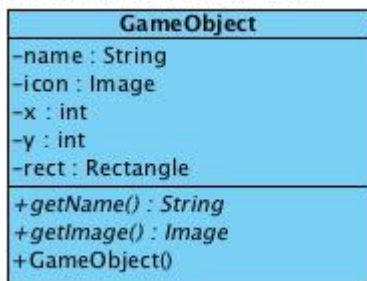 GameObject
-name : String
-icon : Image
-x : int
-y : int
-rect : Rectangle
+getName() : String
+getImage() : Image
+GameObject()